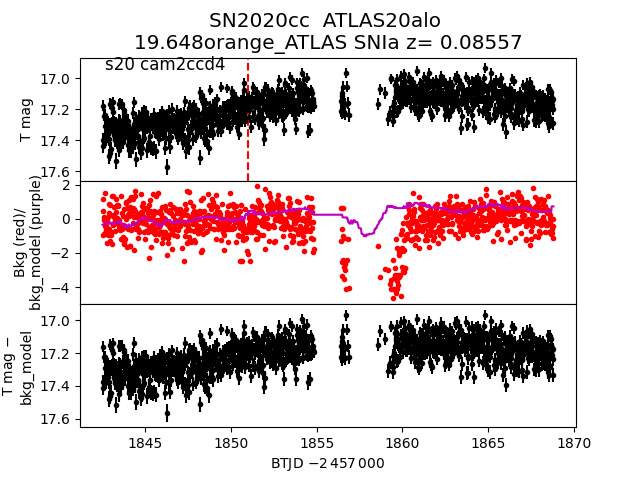 SN2020cc  ATLAS20alo
19.648orange_ATLAS SNIa z= 0.08557
s20 cam2ccd4
T mag
17.0
17.2
17.4
17.6
Bkg (red)/
bkg_model (purple)
2
0
−2
−4
T mag −
bkg_model
17.0
17.2
17.4
17.6
1845 1850 1855 1860 1865 1870
BTJD −2 457 000